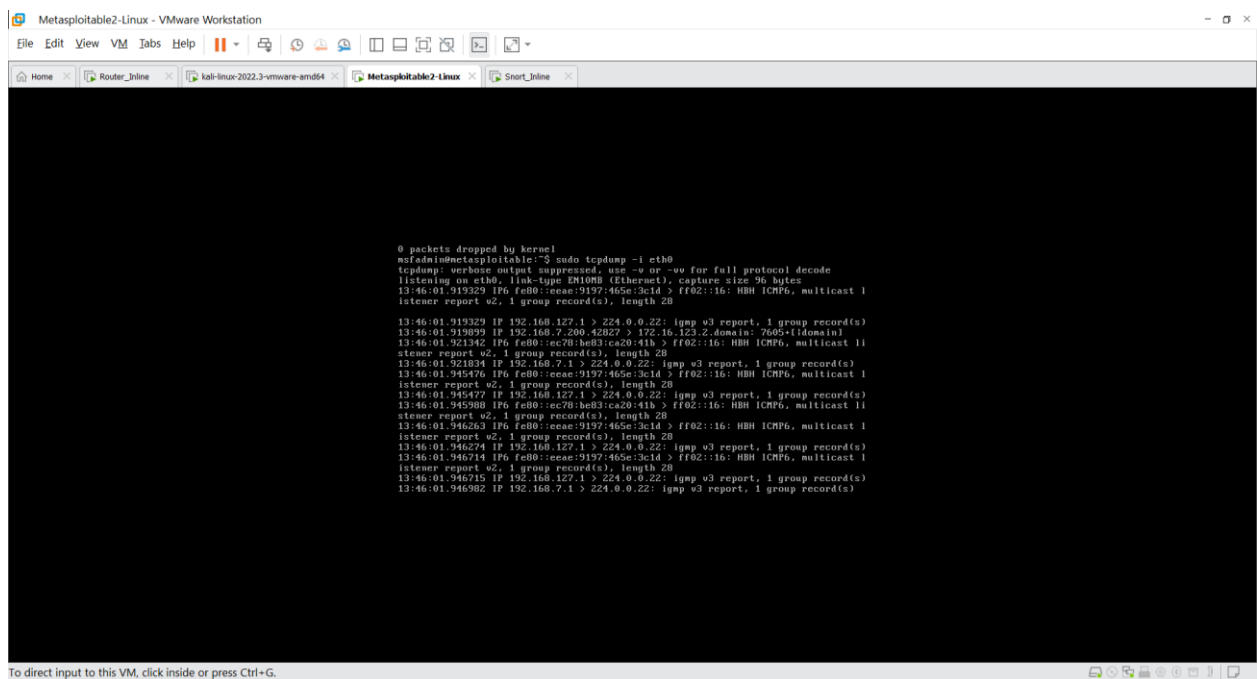 Metasploitable2-Linux - VMware Workstation
File Edit View VM Tabs Help
Home Router_Inline kali-linux-2022.3-vmware-amd64 Metasploitable2-Linux Snort_Inline
0 packets dropped by kernel
msfadmin@metasploitable:~$ sudo tcpdump -i eth0
tcpdump: verbose output suppressed, use -v or -vv for full protocol decode
listening on eth0, link-type EN10MB (Ethernet), capture size 96 bytes
13:46:01.919329 IP6 fe80::eeae:9197:465e:3c1d > ff02::16: HBH ICMP6, multicast l
istener report v2, 1 group record(s), length 28
13:46:01.919329 IP 192.168.127.1 > 224.0.0.22: igmp v3 report, 1 group record(s)
13:46:01.919899 IP 192.168.7.200.42827 > 172.16.123.2.domain: 7605+[|domain]
13:46:01.921342 IP6 fe80::ec78:be83:ca20:41b > ff02::16: HBH ICMP6, multicast li
stener report v2, 1 group record(s), length 28
13:46:01.921834 IP 192.168.7.1 > 224.0.0.22: igmp v3 report, 1 group record(s)
13:46:01.945476 IP6 fe80::eeae:9197:465e:3c1d > ff02::16: HBH ICMP6, multicast l
istener report v2, 1 group record(s), length 28
13:46:01.945477 IP 192.168.127.1 > 224.0.0.22: igmp v3 report, 1 group record(s)
13:46:01.945988 IP6 fe80::ec78:be83:ca20:41b > ff02::16: HBH ICMP6, multicast li
stener report v2, 1 group record(s), length 28
13:46:01.946263 IP6 fe80::eeae:9197:465e:3c1d > ff02::16: HBH ICMP6, multicast l
istener report v2, 1 group record(s), length 28
13:46:01.946274 IP 192.168.127.1 > 224.0.0.22: igmp v3 report, 1 group record(s)
13:46:01.946714 IP6 fe80::eeae:9197:465e:3c1d > ff02::16: HBH ICMP6, multicast l
istener report v2, 1 group record(s), length 28
13:46:01.946715 IP 192.168.127.1 > 224.0.0.22: igmp v3 report, 1 group record(s)
13:46:01.946982 IP 192.168.7.1 > 224.0.0.22: igmp v3 report, 1 group record(s)
To direct input to this VM, click inside or press Ctrl+G.